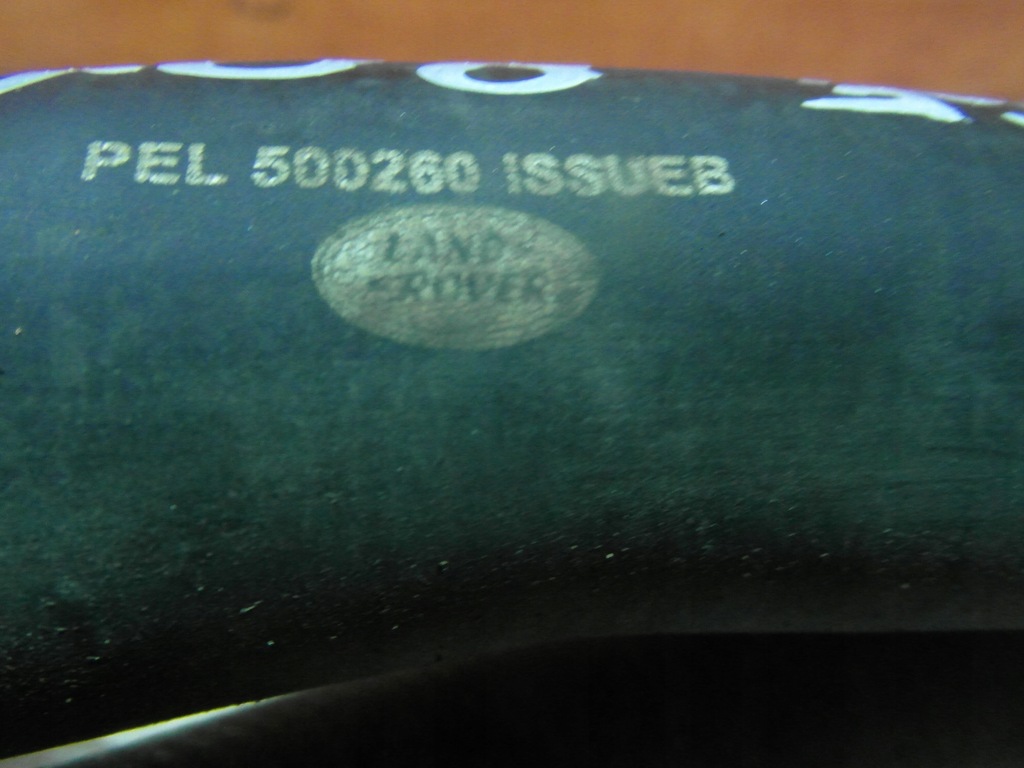 PEL 500260 ISSUEB
LAND
ROVER